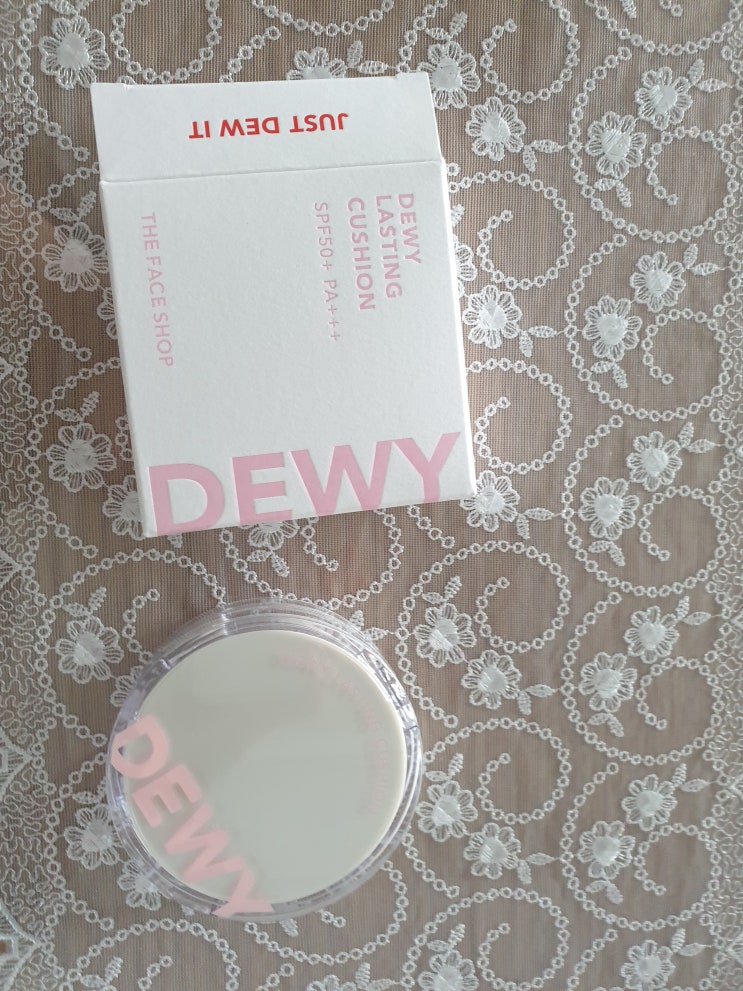 JUST DEW IT
DEWY
LASTING
CUSHION
SPF50+ PA+++
THE FACE SHOP
DEWY
DEWY